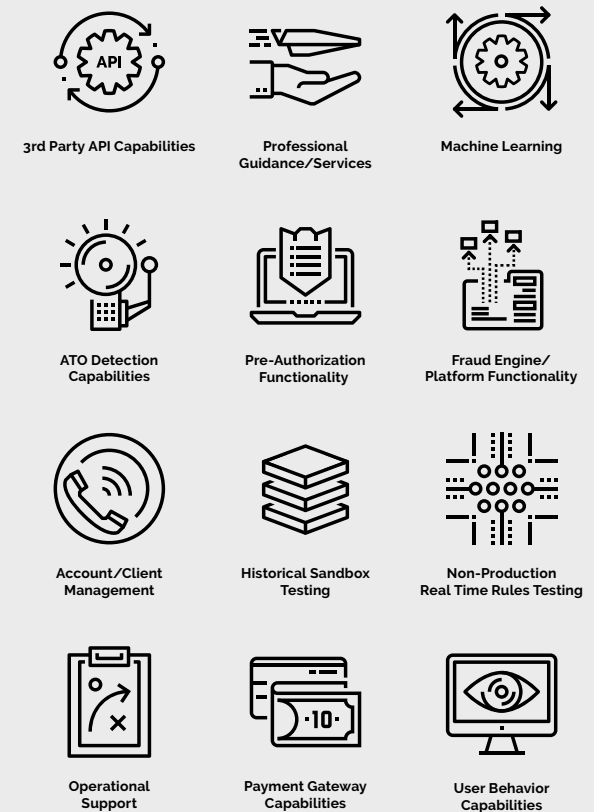 API
3rd Party API Capabilities
Professional
Guidance/Services
Machine Learning
ATO Detection
Capabilities
Pre-Authorization
Functionality
Fraud Engine/
Platform Functionality
Account/Client
Management
Historical Sandbox
Testing
Non-Production
Real Time Rules Testing
10
Operational
Support
Payment Gateway
Capabilities
User Behavior
Capabilities